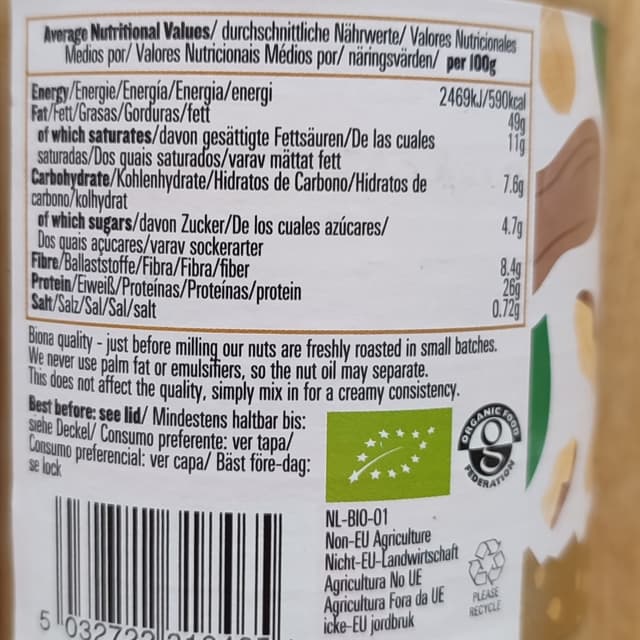 Average Nutritional Values/ durchschnittliche Nährwerte/ Valores Nutricionales
Medios por/ Valores Nutricionais Médios por/ näringsvärden/ per 100g
Energy/Energie/Energía/Energia/energi 2469kJ/590kcal
Fat/Fett/Grasas/Gorduras/fett 49g
of which saturates/davon gesättigte Fettsäuren/De las cuales 11g
saturadas/Dos quais saturados/varav mättat fett
Carbohydrate/Kohlenhydrate/Hidratos de Carbono/Hidratos de 7.6g
carbono/kolhydrat
of which sugars/davon Zucker/De los cuales azúcares/ 4.7g
Dos quais açucares/varav sockerarter
Fibre/Ballaststoffe/Fibra/Fibra/fiber 8.4g
Protein/Eiweiß/Proteínas/Proteínas/protein 26g
Salt/Salz/Sal/Sal/salt 0.72g
Biona quality - just before milling our nuts are freshly roasted in small batches.
We never use palm fat or emulsifiers, so the nut oil may separate.
This does not affect the quality, simply mix in for a creamy consistency.
Best before: see lid/ Mindestens haltbar bis:
siehe Deckel/ Consumo preferente: ver tapa/
Consumo preferencial: ver capa/ Bäst före-dag:
se lock
ORGANIC FOOD
FEDERATION
NL-BIO-01
Non-EU Agriculture
Nicht-EU-Landwirtschaft
Agricultura No UE
Agricultura Fora da UE
icke-EU jordbruk
PLEASE
RECYCLE